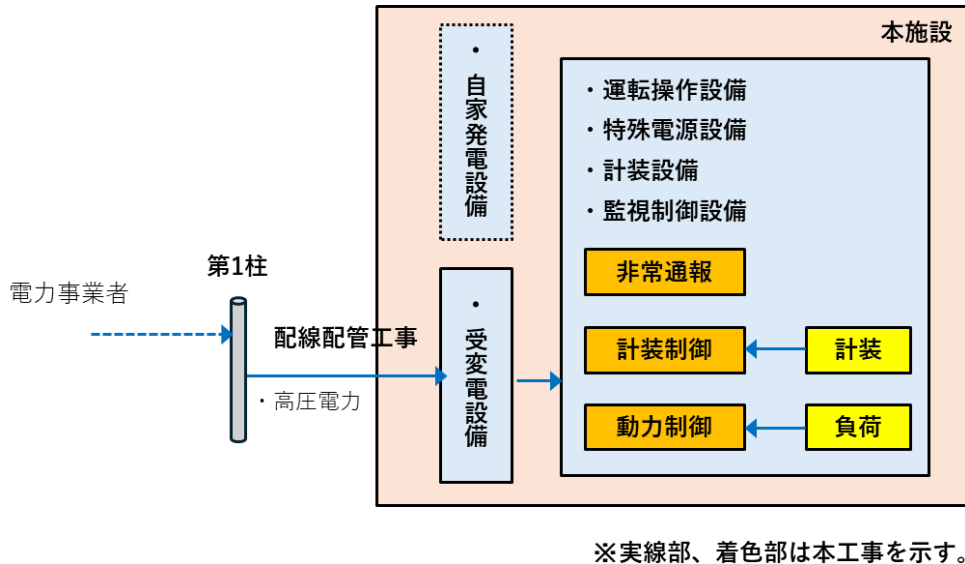 本施設
・自家発電設備
・運転操作設備
・特殊電源設備
・計装設備
・監視制御設備
非常通報
第1柱
電力事業者
配線配管工事
・高圧電力
・受変電設備
計装制御
計装
動力制御
負荷
※実線部、着色部は本工事を示す。